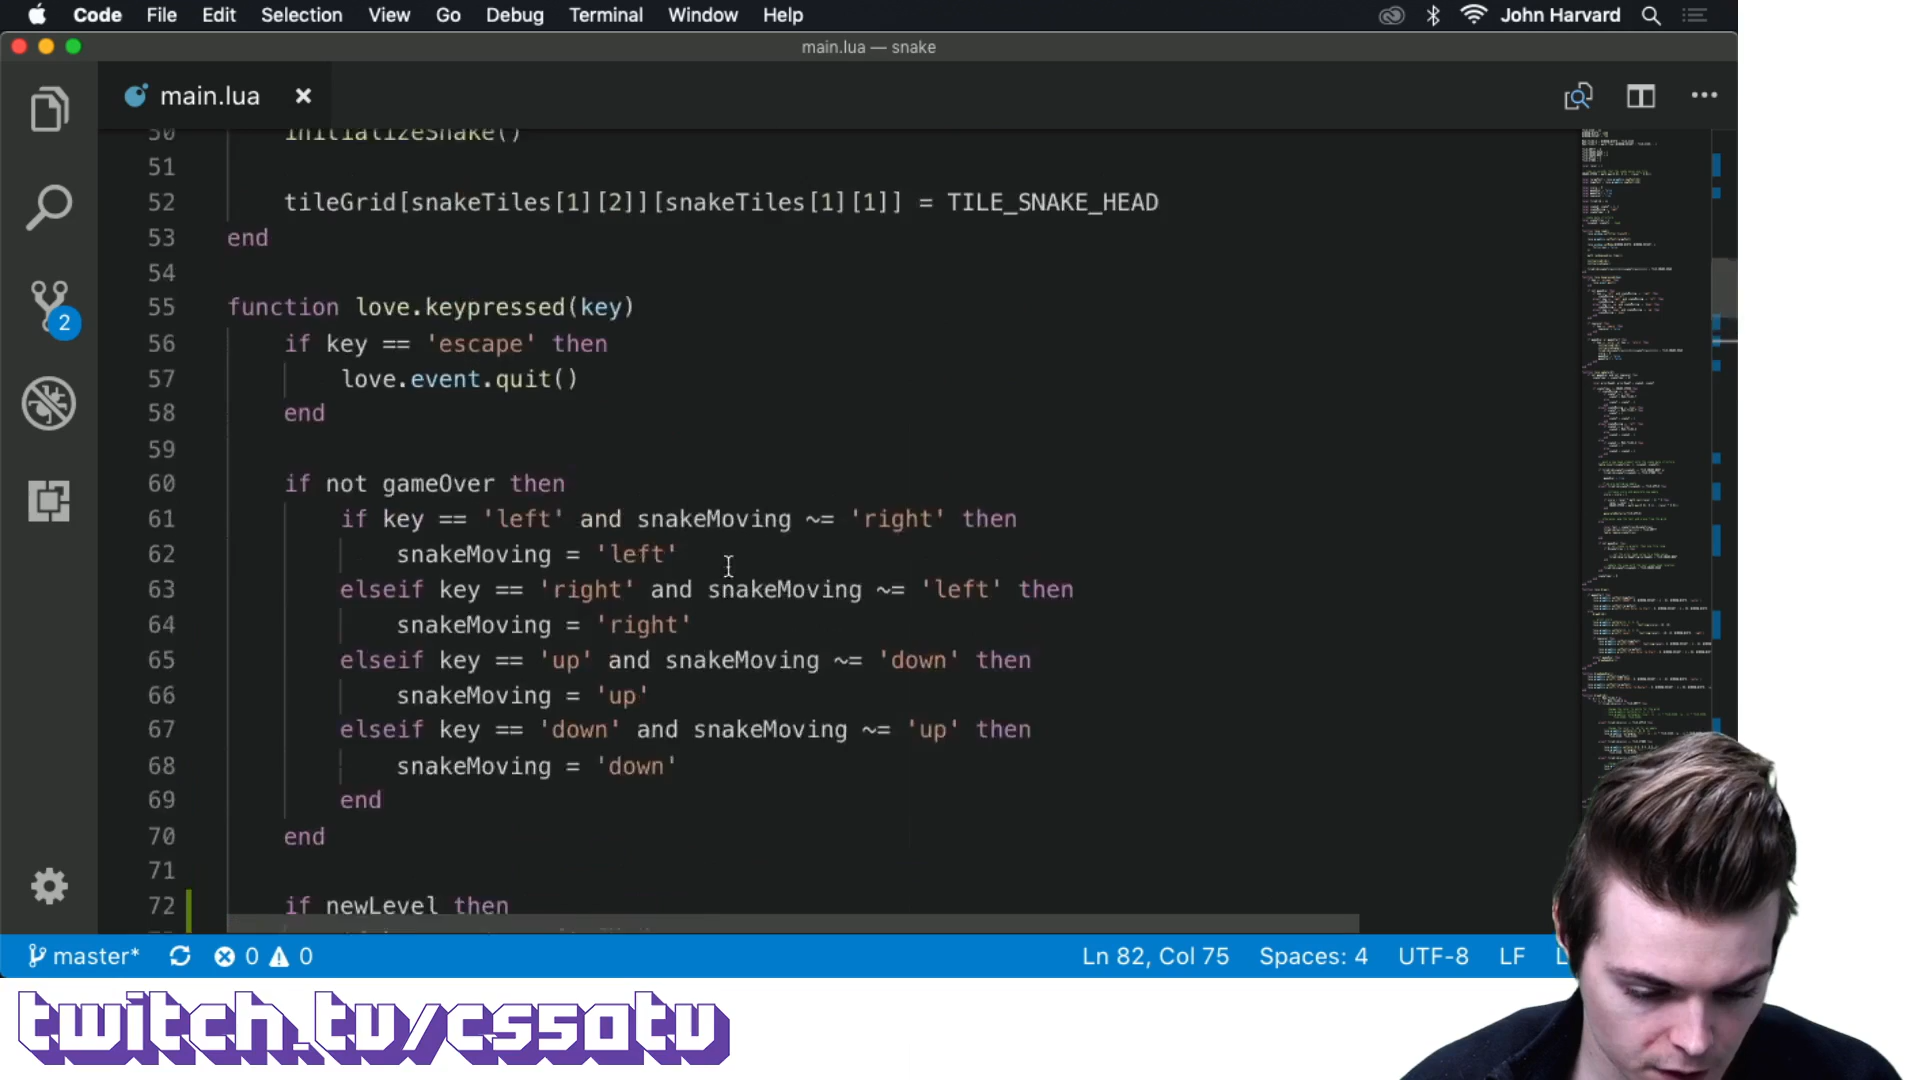 Code File Edit Selection View Go Debug Terminal Window Help John Harvard
main.lua — snake
main.lua
50 initializeSnake()
51
52 tileGrid[snakeTiles[1][2]][snakeTiles[1][1]] = TILE_SNAKE_HEAD
53 end
54
55 function love.keypressed(key)
56 if key == 'escape' then
57 love.event.quit()
58 end
59
60 if not gameOver then
61 if key == 'left' and snakeMoving ~= 'right' then
62 snakeMoving = 'left'
63 elseif key == 'right' and snakeMoving ~= 'left' then
64 snakeMoving = 'right'
65 elseif key == 'up' and snakeMoving ~= 'down' then
66 snakeMoving = 'up'
67 elseif key == 'down' and snakeMoving ~= 'up' then
68 snakeMoving = 'down'
69 end
70 end
71
72 if newLevel then
2
master* 0 0 Ln 82, Col 75 Spaces: 4 UTF-8 LF
twitch.tv/cs50tv